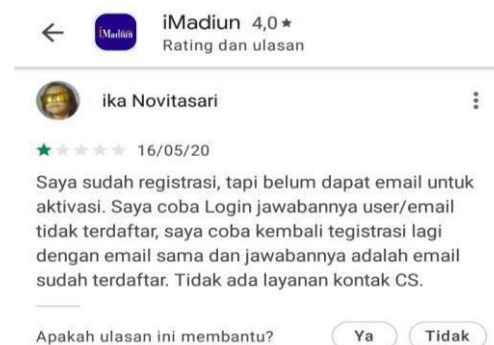 iMadiun 4,0★
iMadiun
Rating dan ulasan
ika Novitasari
16/05/20
Saya sudah registrasi, tapi belum dapat email untuk
aktivasi. Saya coba Login jawabannya user/email
tidak terdaftar, saya coba kembali tegistrasi lagi
dengan email sama dan jawabannya adalah email
sudah terdaftar. Tidak ada layanan kontak CS.
Apakah ulasan ini membantu? Ya Tidak